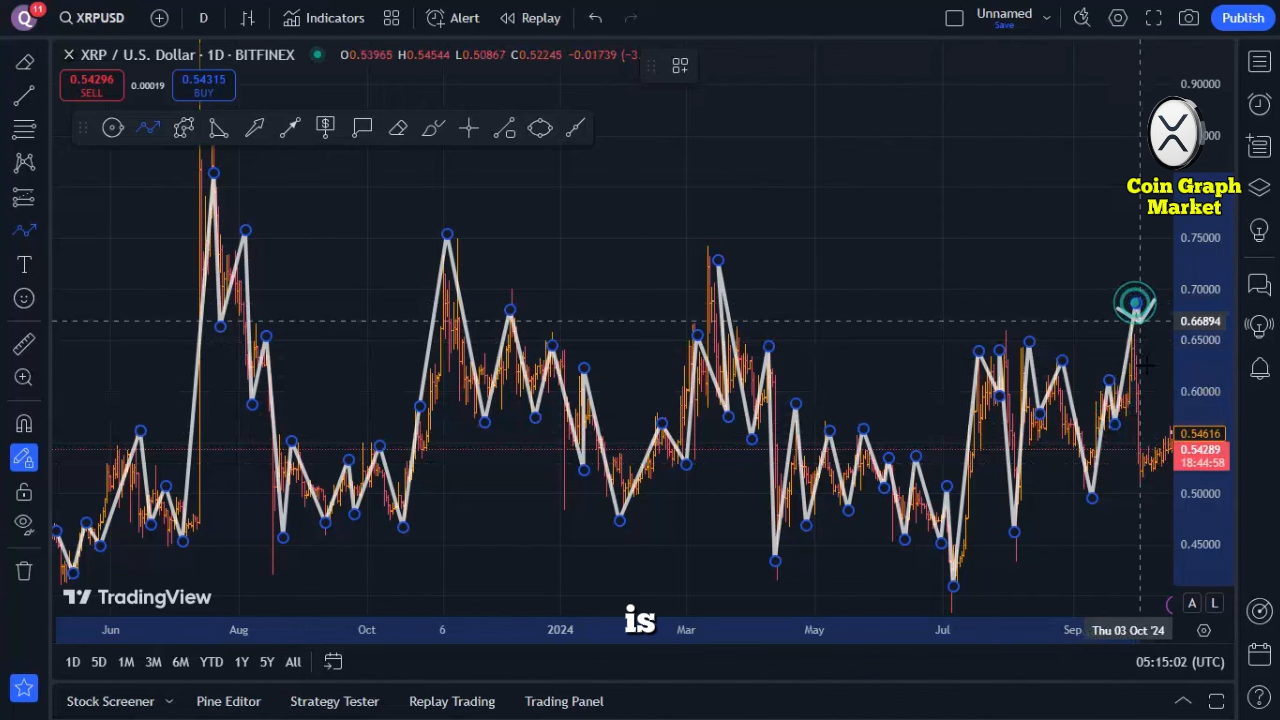 Q 11 XRPUSD D Indicators Alert Replay Unnamed Save Publish
XRP / U.S. Dollar · 1D · BITFINEX O0.53965 H0.54544 L0.50867 C0.52245 -0.01739 (-3.
0.54296 SELL 0.00019 0.54315 BUY
0.90000
Coin Graph
Market
0.75000
0.70000
0.66894
0.65000
0.60000
0.54616
0.54289
18:44:58
0.50000
0.45000
TradingView
A L
is
Jun Aug Oct 6 2024 Mar May Jul Sep Thu 03 Oct '24
1D 5D 1M 3M 6M YTD 1Y 5Y All 05:15:02 (UTC)
Stock Screener Pine Editor Strategy Tester Replay Trading Trading Panel